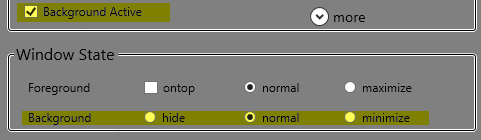 Background Active
more
Window State
Foreground ontop normal maximize
Background hide normal minimize